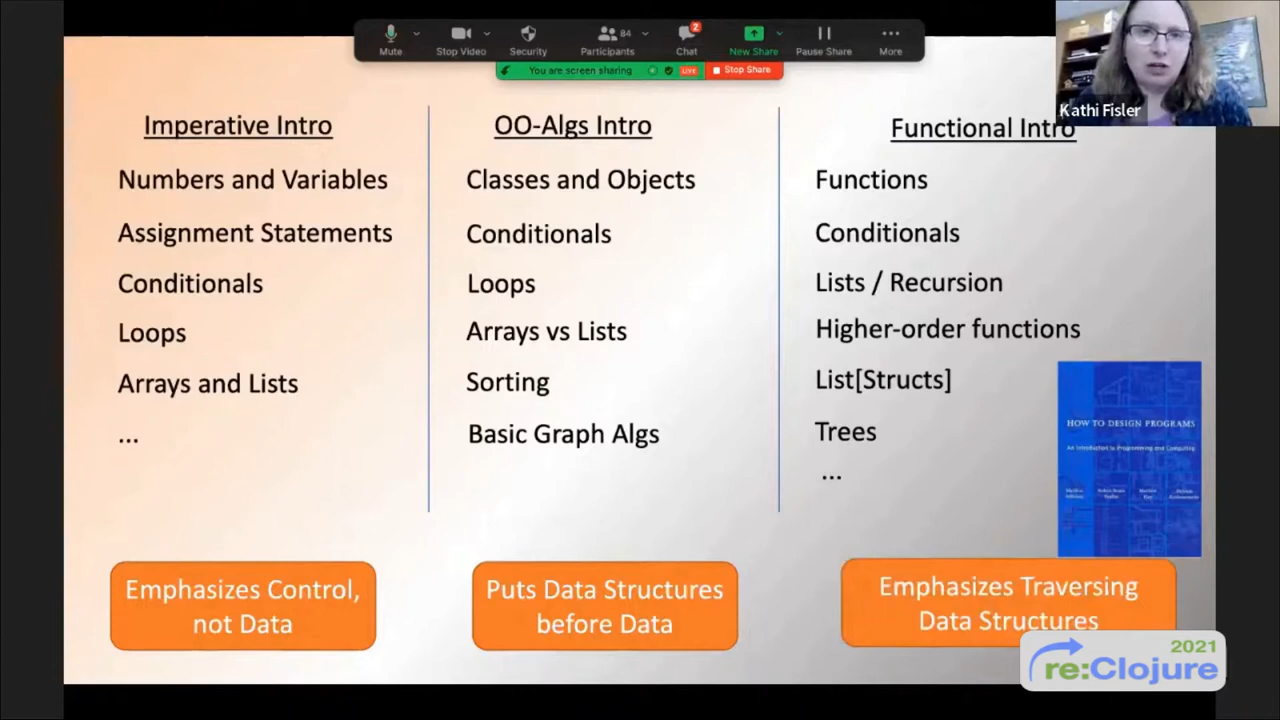 Mute
Stop Video
Security
84
Participants
2
Chat
New Share
Pause Share
More
You are screen sharing
LIVE
Stop Share
Kathi Fisler
Imperative Intro
Numbers and Variables
Assignment Statements
Conditionals
Loops
Arrays and Lists
...
Emphasizes Control,
not Data
OO-Algs Intro
Classes and Objects
Conditionals
Loops
Arrays vs Lists
Sorting
Basic Graph Algs
Puts Data Structures
before Data
Functional Intro
Functions
Conditionals
Lists / Recursion
Higher-order functions
List[Structs]
Trees
...
HOW TO DESIGN PROGRAMS
An Introduction to Programming and Computing
Emphasizes Traversing
Data Structures
2021
re:Clojure